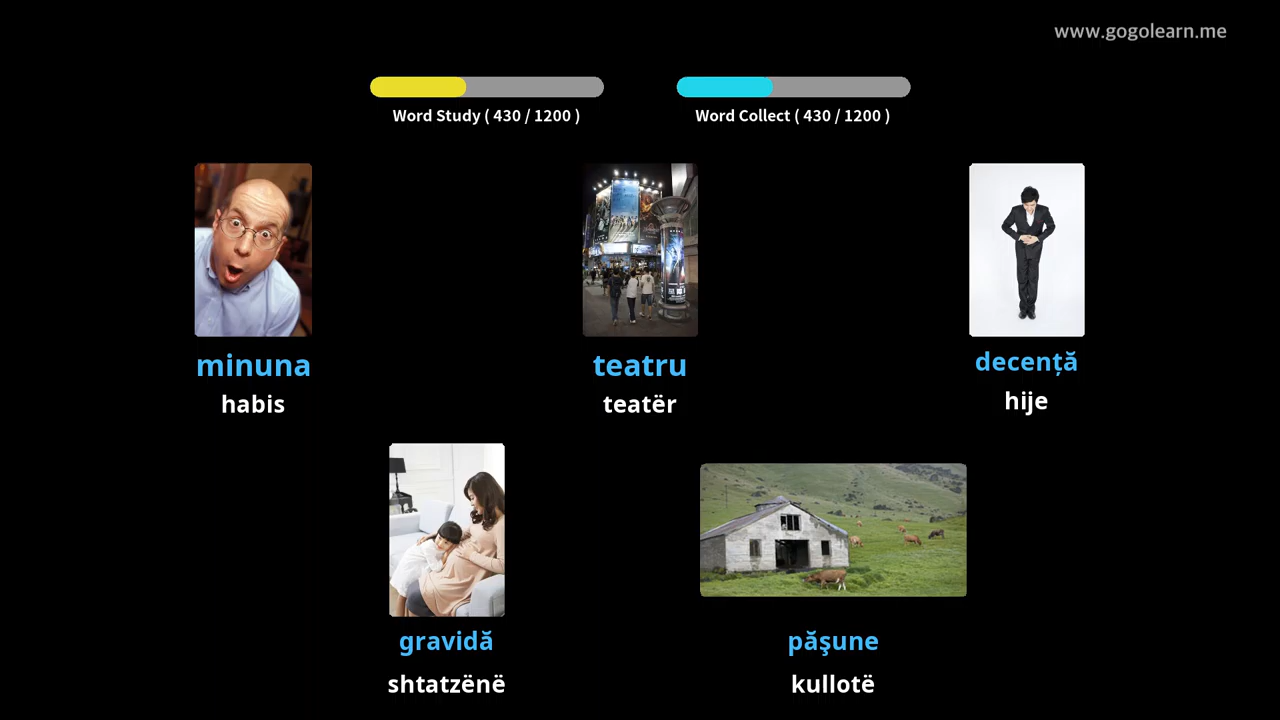 www.gogolearn.me
Word Study ( 430 / 1200 )
Word Collect ( 430 / 1200 )
minuna
habis
teatru
teatër
decență
hije
gravidă
shtatzënë
păşune
kullotë